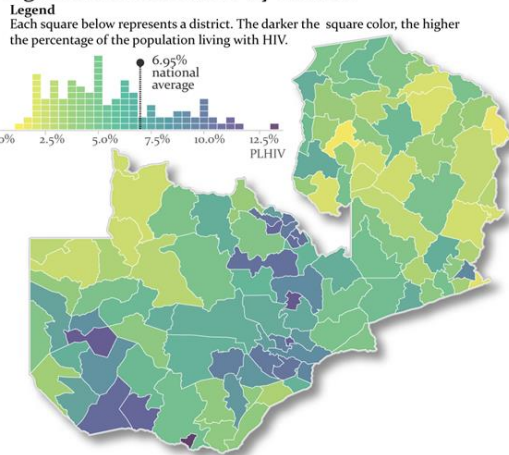 Legend
Each square below represents a district. The darker the square color, the higher
the percentage of the population living with HIV.
6.95%
national
average
2.5%
5.0%
7.5%
10.0%
12.5%
PLHIV